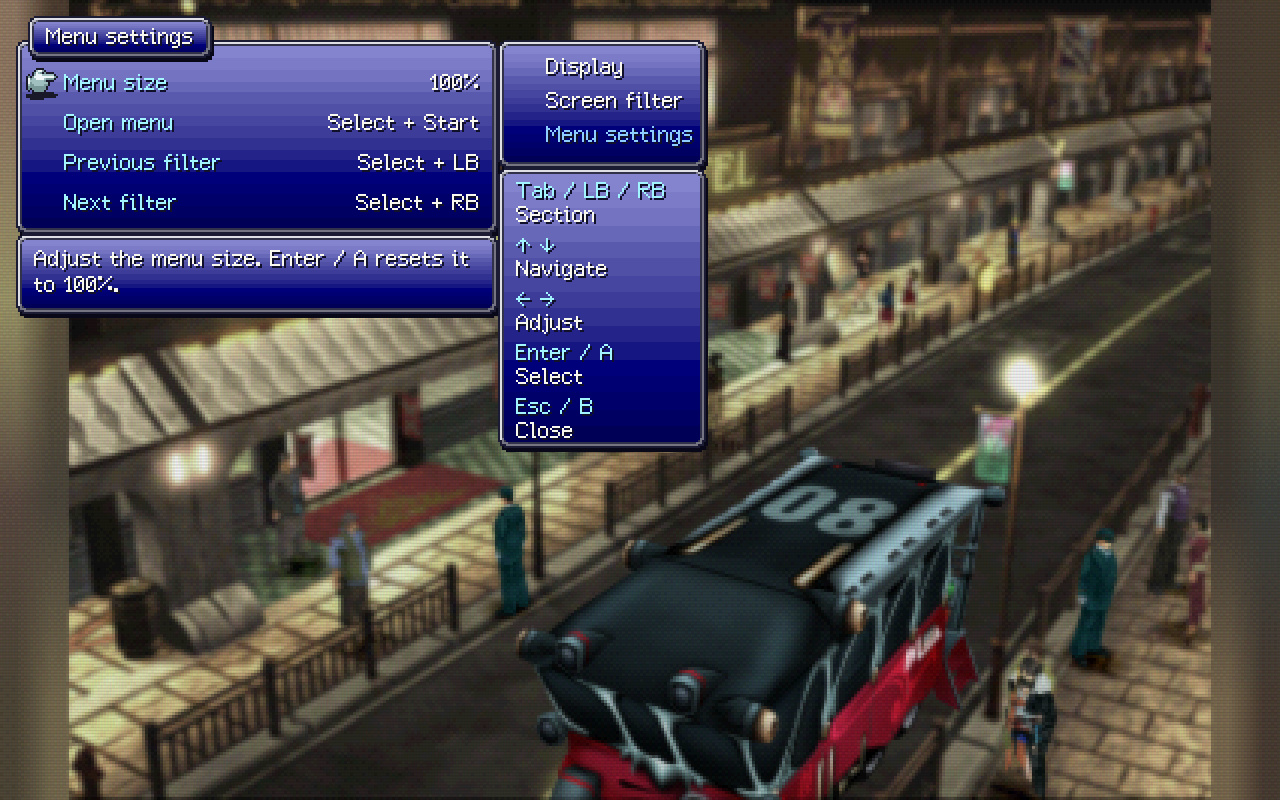 Menu settings
Menu size 100%
Open menu Select + Start
Previous filter Select + LB
Next filter Select + RB
Adjust the menu size. Enter / A resets it
to 100%.
Display
Screen filter
Menu settings
Tab / LB / RB
Section
↑ ↓
Navigate
← →
Adjust
Enter / A
Select
Esc / B
Close
EL
08